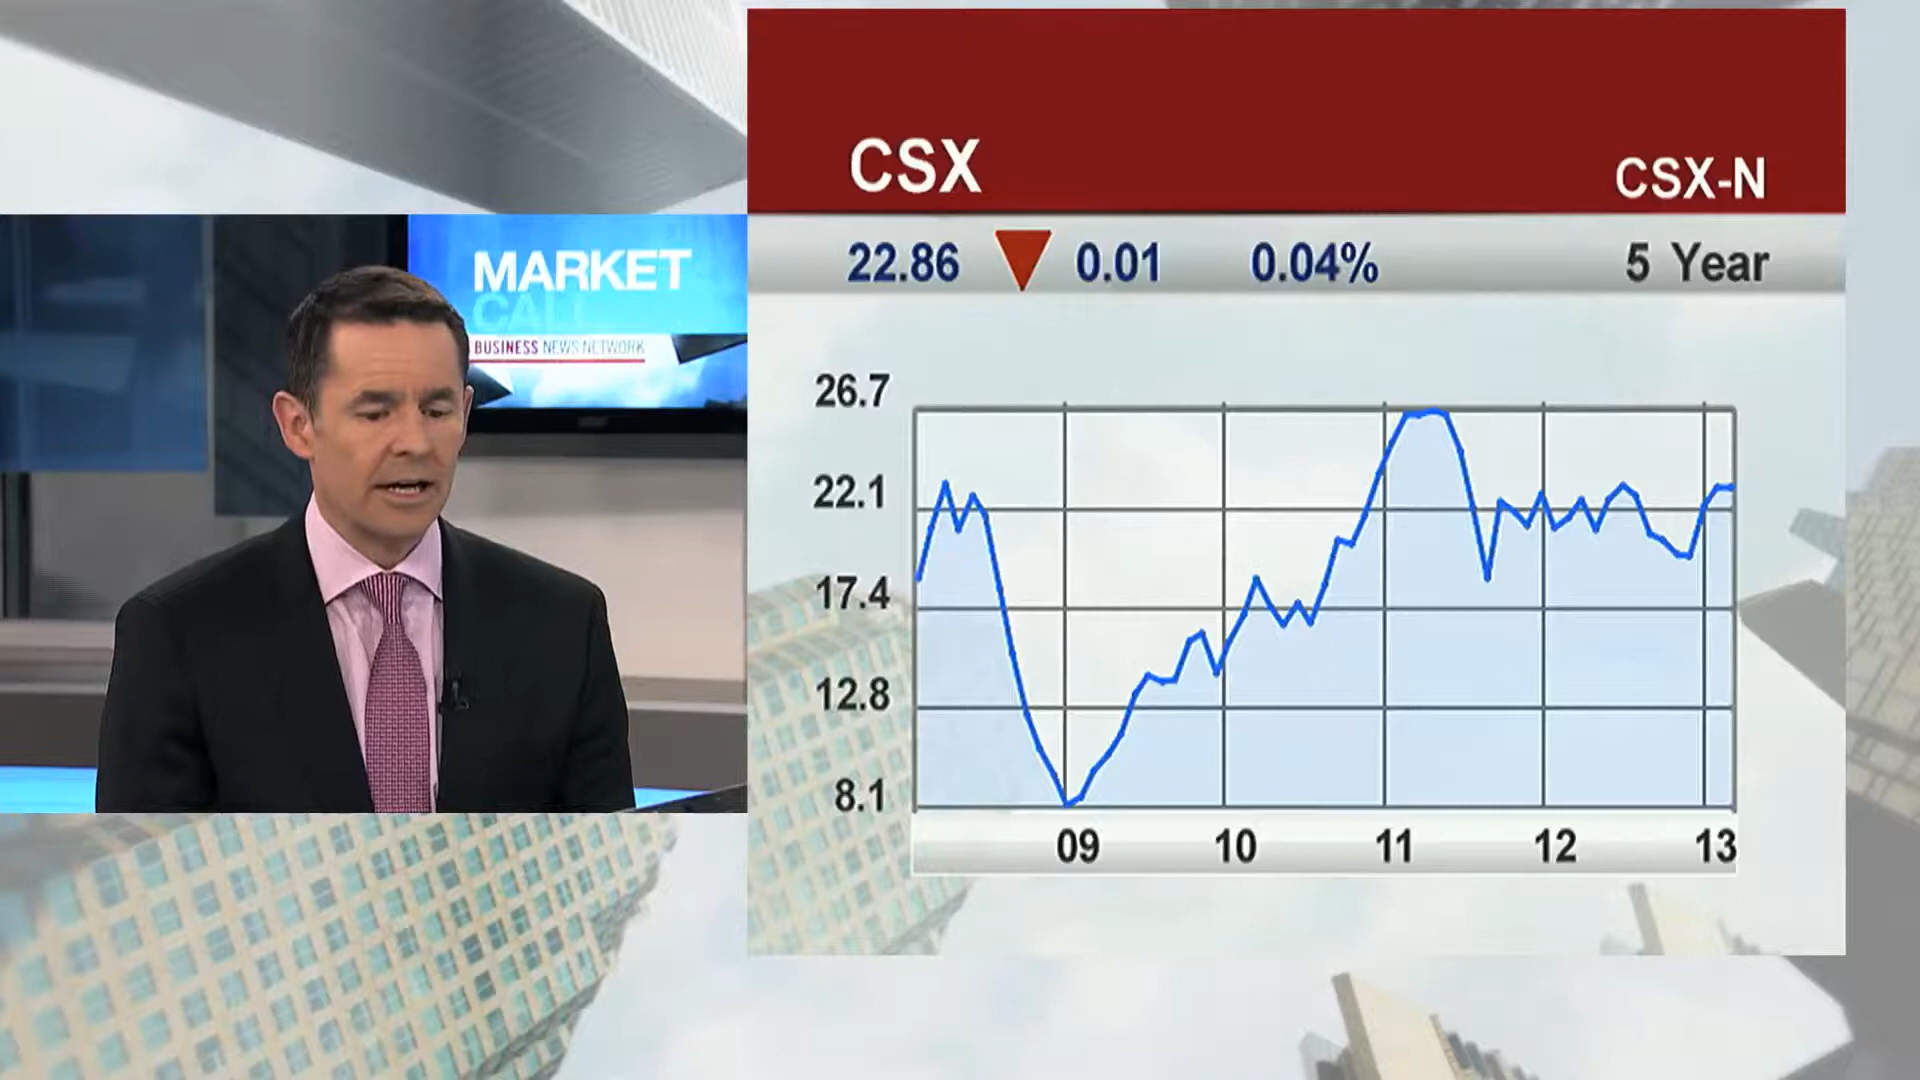 MARKET
CALL
BUSINESS NEWS NETWORK
CSX
CSX-N
22.86 0.01 0.04% 5 Year
26.7
22.1
17.4
12.8
8.1
09 10 11 12 13